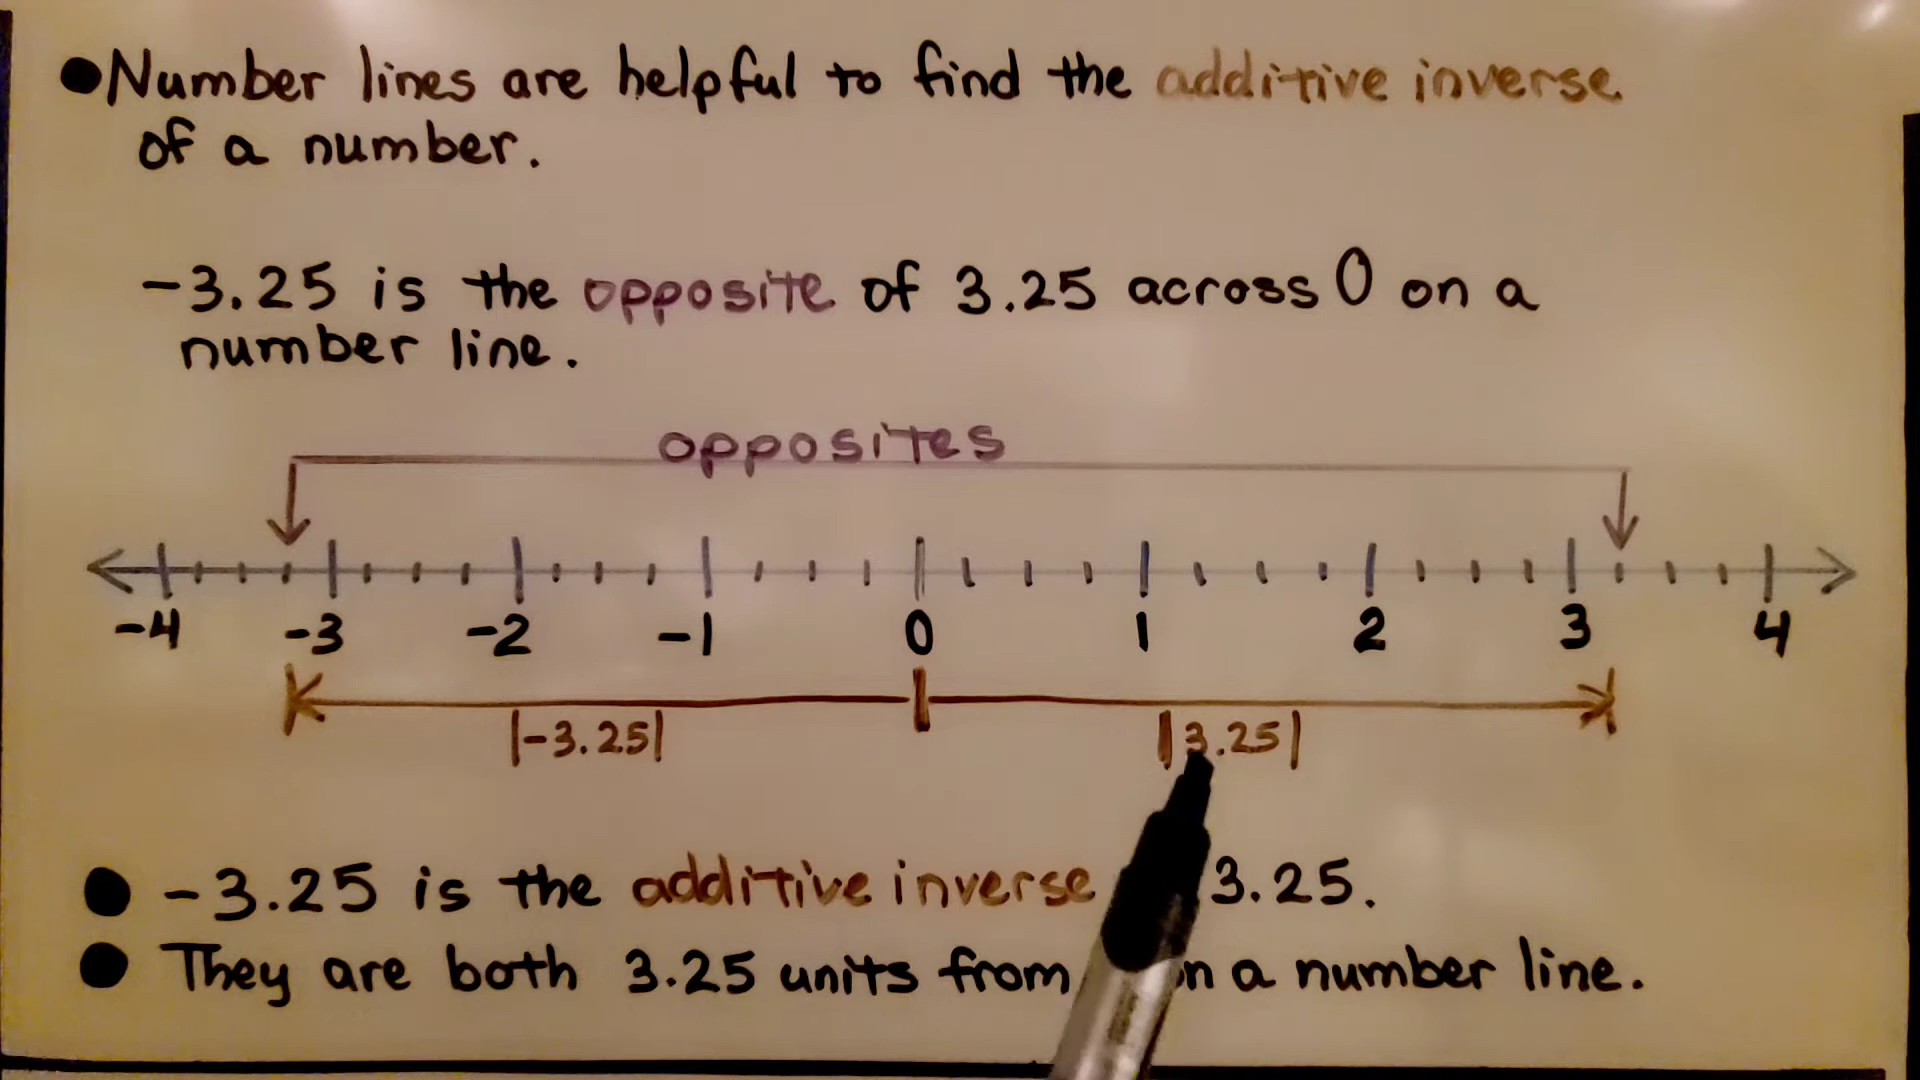 ●Number lines are helpful to find the additive inverse
of a number.
-3.25 is the opposite of 3.25 across 0 on a
number line.
opposites
-4 -3 -2 -1 0 1 2 3 4
|-3.25| |3.25|
● -3.25 is the additive inverse 3.25.
● They are both 3.25 units from n a number line.